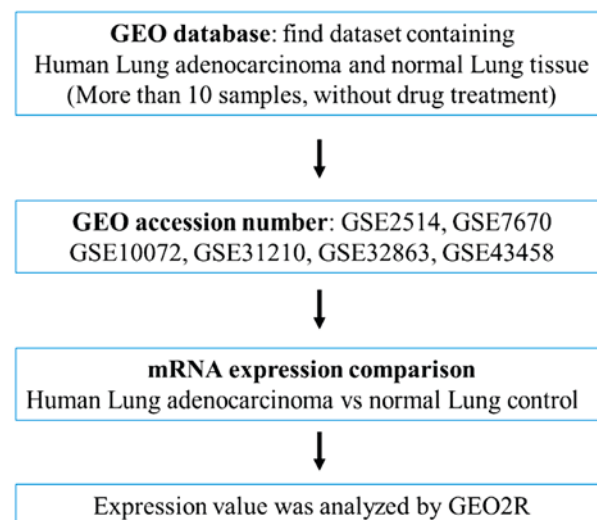 GEO database: find dataset containing
Human Lung adenocarcinoma and normal Lung tissue
(More than 10 samples, without drug treatment)
GEO accession number: GSE2514, GSE7670
GSE10072, GSE31210, GSE32863, GSE43458
mRNA expression comparison
Human Lung adenocarcinoma vs normal Lung control
Expression value was analyzed by GEO2R